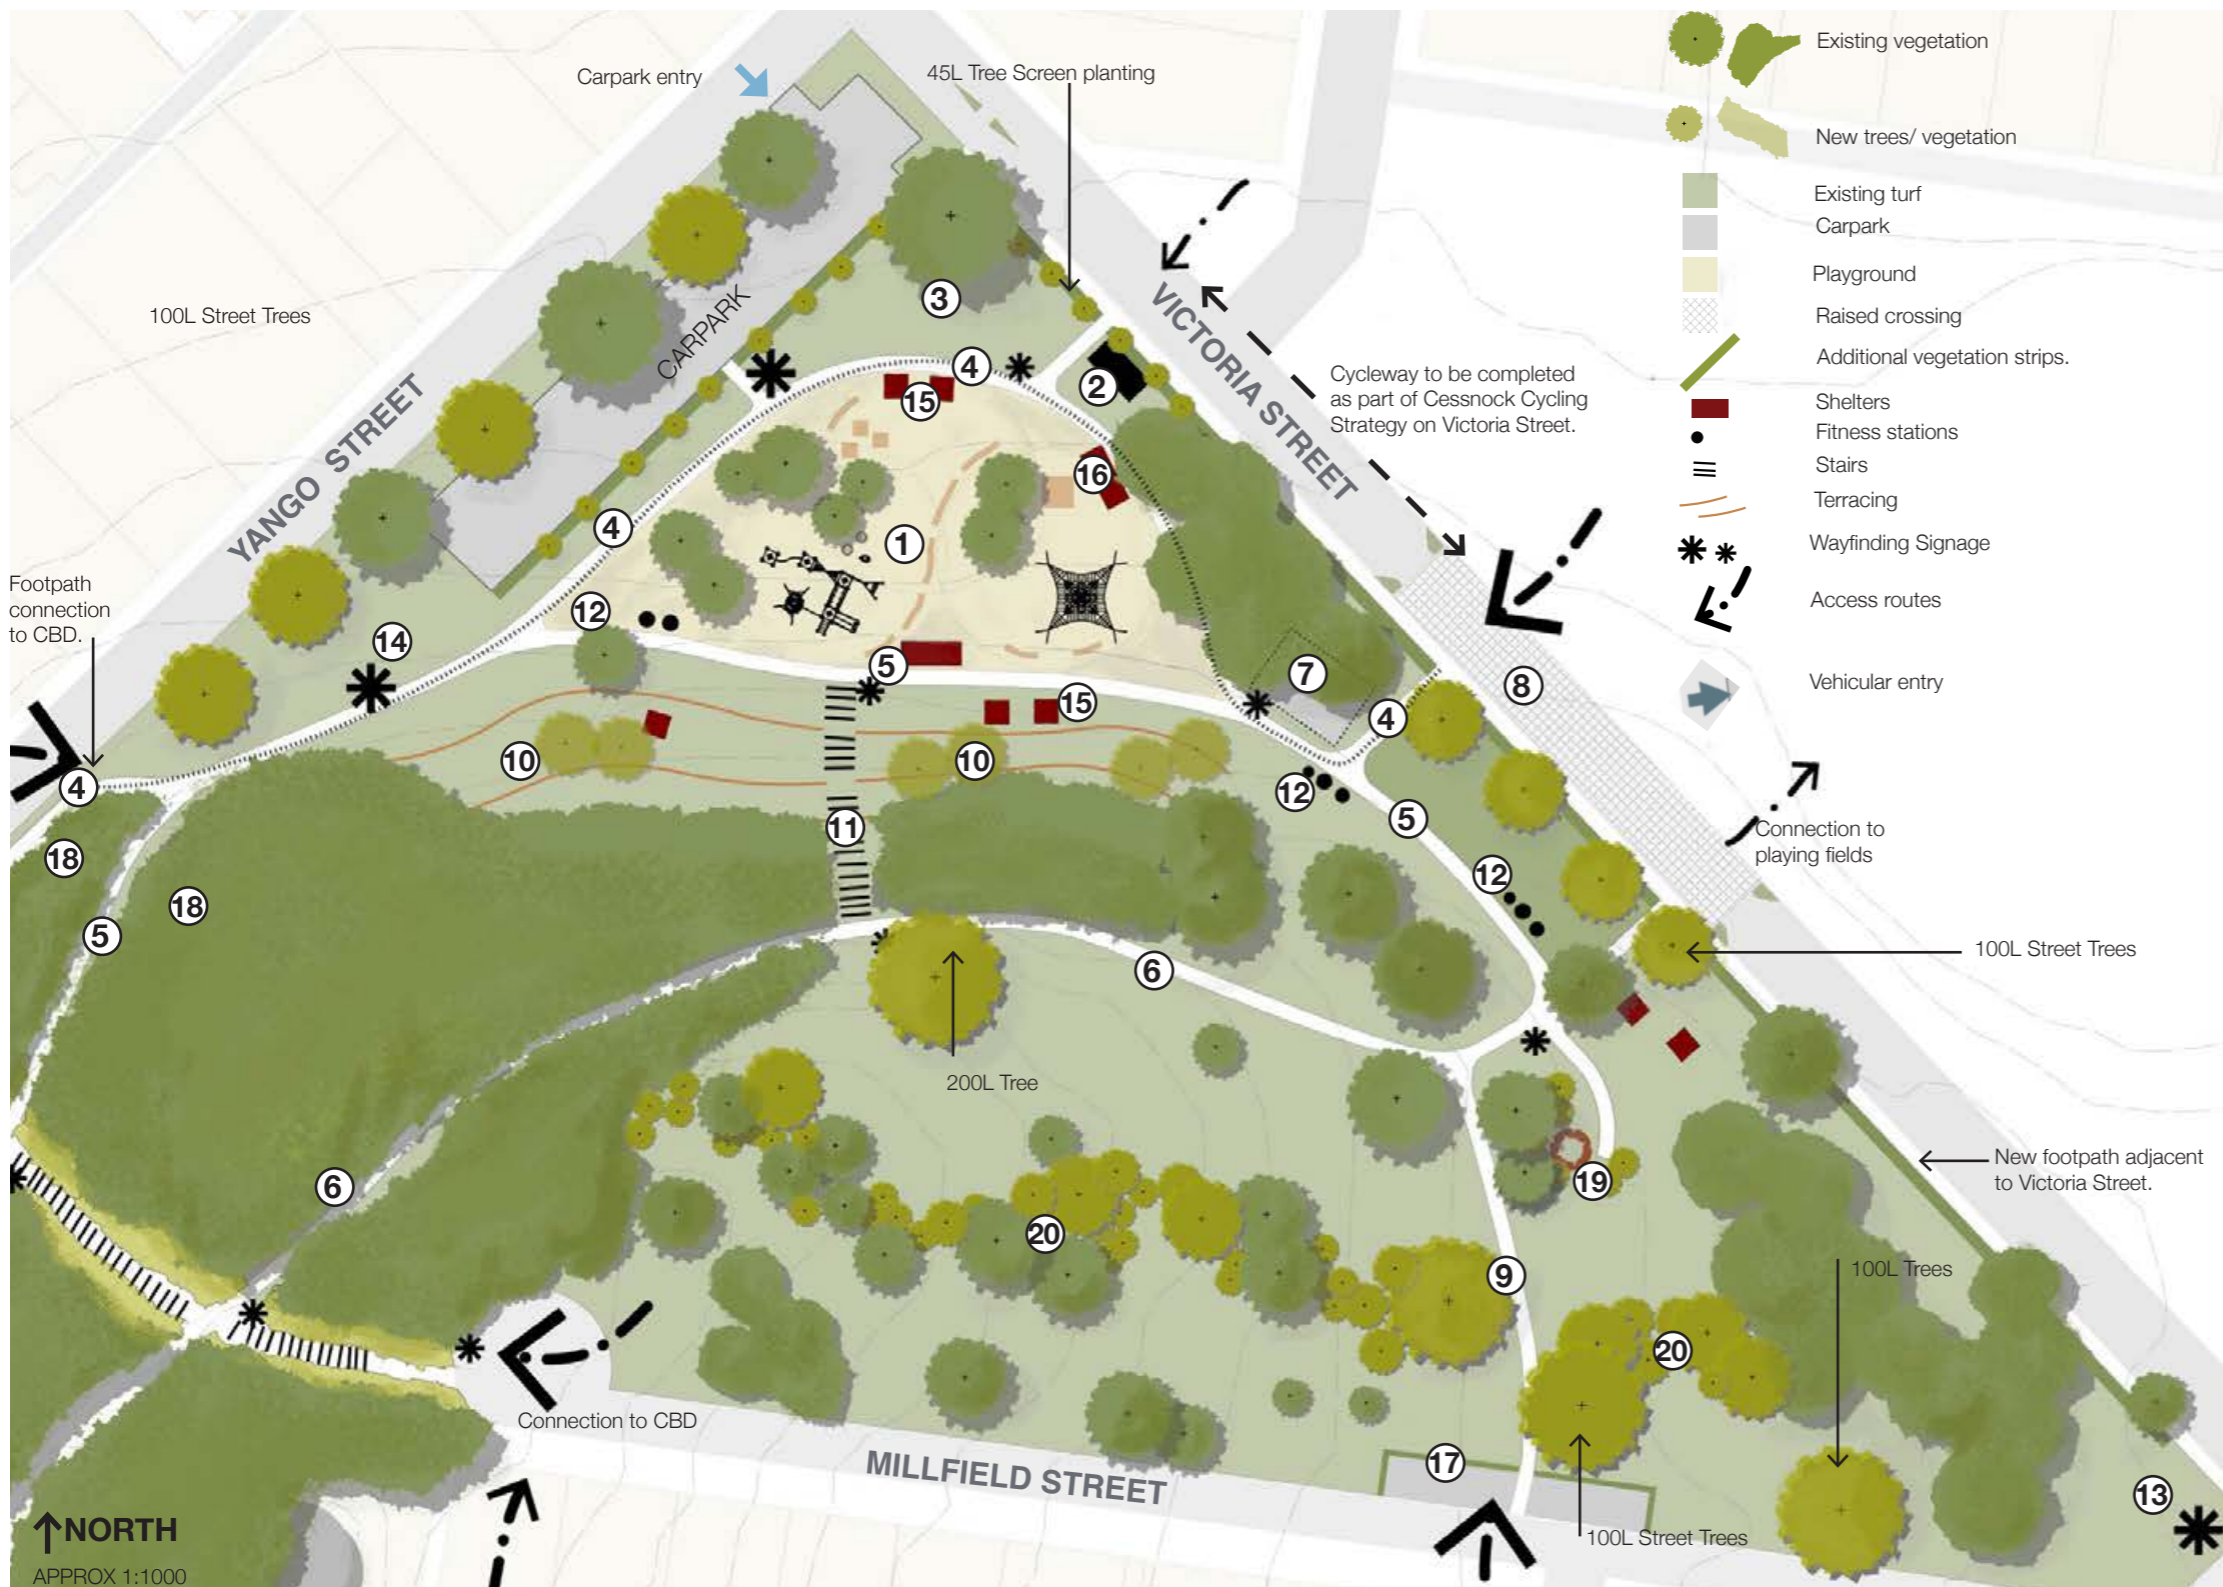 Carpark entry
45L Tree Screen planting
Existing vegetation
New trees/ vegetation
Existing turf
Carpark
Playground
Raised crossing
Additional vegetation strips.
Shelters
Fitness stations
Stairs
Terracing
Wayfinding Signage
Access routes
Vehicular entry
100L Street Trees
CARPARK
YANGO STREET
VICTORIA STREET
Cycleway to be completed
as part of Cessnock Cycling
Strategy on Victoria Street.
Footpath
connection
to CBD.
3
4
2
15
16
4
1
12
14
5
7
8
15
4
10
10
4
12
5
11
18
18
12
5
6
Connection to
playing fields
100L Street Trees
200L Tree
6
19
20
9
20
New footpath adjacent
to Victoria Street.
100L Trees
Connection to CBD
MILLFIELD STREET
17
13
100L Street Trees
NORTH
APPROX 1:1000